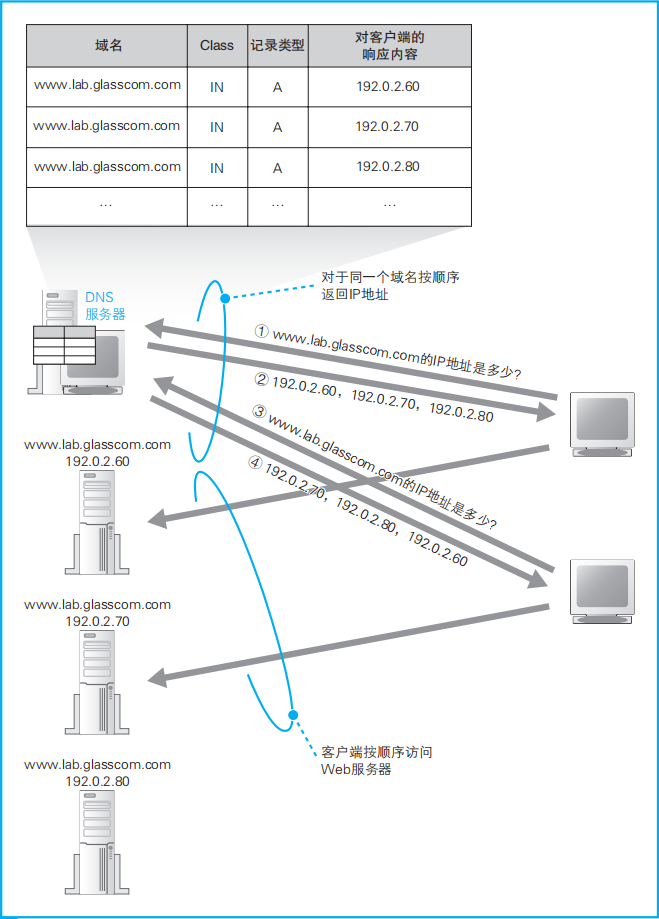 域名 Class 记录类型 对客户端的
响应内容
www.lab.glasscom.com IN A 192.0.2.60
www.lab.glasscom.com IN A 192.0.2.70
www.lab.glasscom.com IN A 192.0.2.80
… … … …
对于同一个域名按顺序
返回IP地址
DNS
服务器
① www.lab.glasscom.com的IP地址是多少?
② 192.0.2.60，192.0.2.70，192.0.2.80
③ www.lab.glasscom.com的IP地址是多少?
④ 192.0.2.70，192.0.2.80，192.0.2.60
www.lab.glasscom.com
192.0.2.60
www.lab.glasscom.com
192.0.2.70
客户端按顺序访问
Web服务器
www.lab.glasscom.com
192.0.2.80